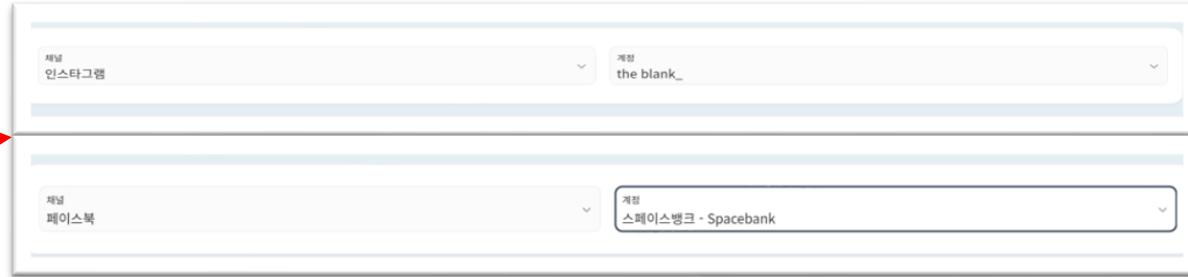 채널
인스타그램
계정
the blank_
채널
페이스북
계정
스페이스뱅크 - Spacebank